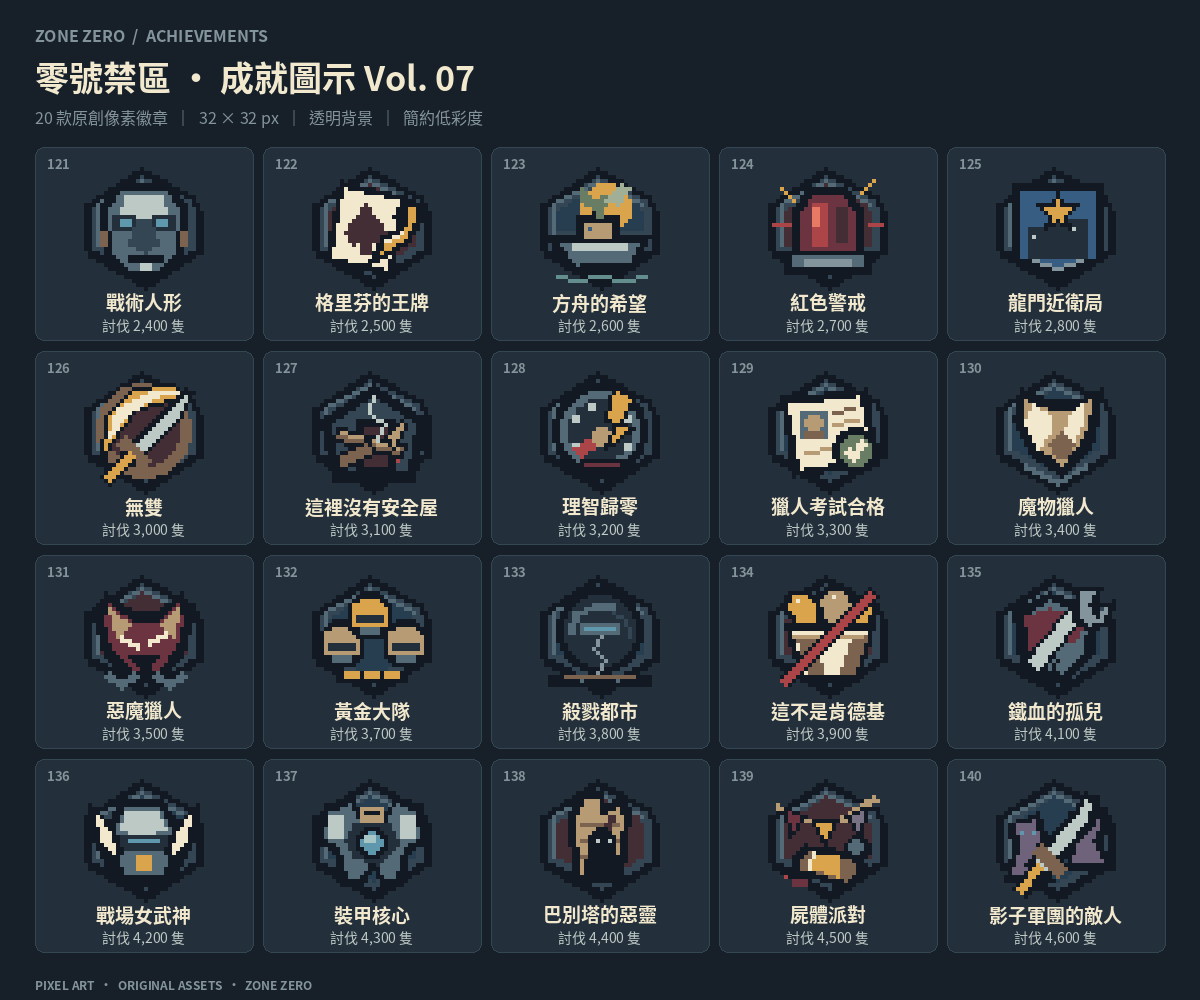 ZONE ZERO / ACHIEVEMENTS
零號禁區 · 成就圖示 Vol. 07
20 款原創像素徽章 | 32 × 32 px | 透明背景 | 簡約低彩度
121
戰術人形
討伐 2,400 隻
122
格里芬的王牌
討伐 2,500 隻
123
方舟的希望
討伐 2,600 隻
124
紅色警戒
討伐 2,700 隻
125
龍門近衛局
討伐 2,800 隻
126
無雙
討伐 3,000 隻
127
這裡沒有安全屋
討伐 3,100 隻
128
理智歸零
討伐 3,200 隻
129
獵人考試合格
討伐 3,300 隻
130
魔物獵人
討伐 3,400 隻
131
惡魔獵人
討伐 3,500 隻
132
黃金大隊
討伐 3,700 隻
133
殺戮都市
討伐 3,800 隻
134
這不是肯德基
討伐 3,900 隻
135
鐵血的孤兒
討伐 4,100 隻
136
戰場女武神
討伐 4,200 隻
137
裝甲核心
討伐 4,300 隻
138
巴別塔的惡靈
討伐 4,400 隻
139
屍體派對
討伐 4,500 隻
140
影子軍團的敵人
討伐 4,600 隻
PIXEL ART · ORIGINAL ASSETS · ZONE ZERO